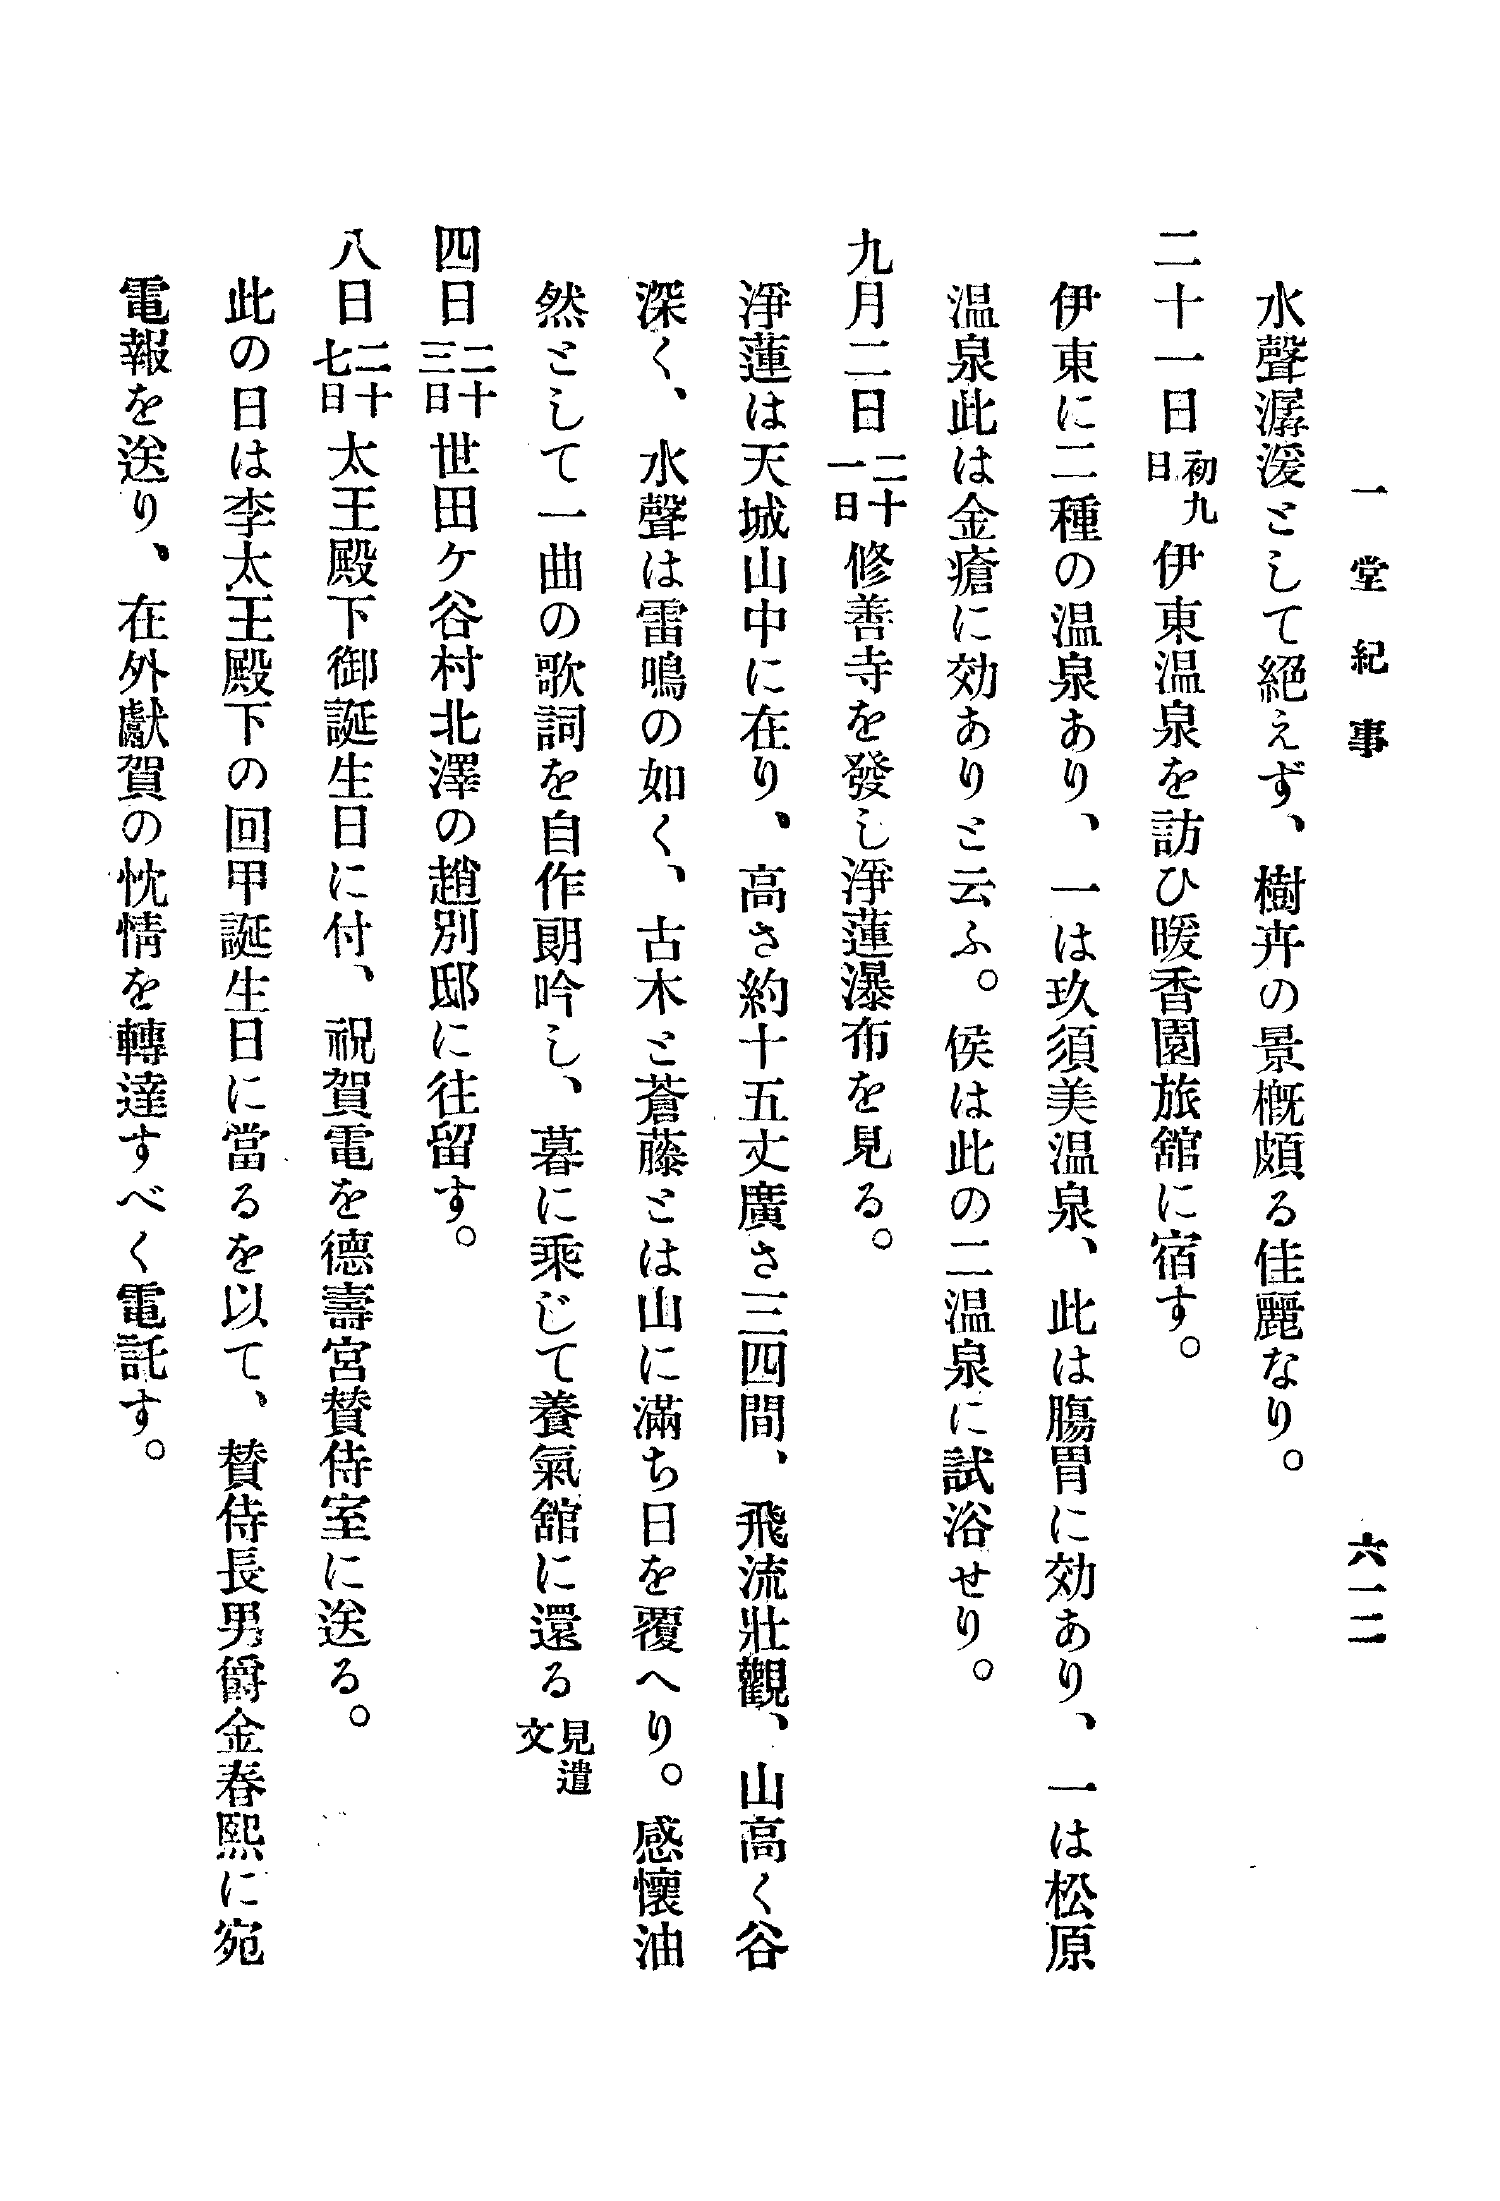 一堂紀事
六一二
水聲潺湲として絕えず、樹卉の景概頗る佳麗なり。
二十一日初九日伊東温泉を訪ひ暖香園旅舘に宿す。
伊東に二種の温泉あり、一は玖須美温泉、此は膓胃に効あり、一は松原
温泉此は金瘡に効ありと云ふ。侯は此の二温泉に試浴せり。
九月二日二十一日修善寺を發し淨蓮瀑布を見る。
淨蓮は天城山中に在り、高さ約十五丈廣さ三四間、飛流壯觀、山高く谷
深く、水聲は雷鳴の如く、古木と蒼藤とは山に滿ち日を覆へり。感懷油
然として一曲の歌詞を自作朗吟し、暮に乘じて養氣舘に還る見遣文
四日二十三日世田ケ谷村北澤の趙別邸に往留す。
八日二十七日太王殿下御誕生日に付、祝賀電を德壽宮賛侍室に送る。
此の日は李太王殿下の回甲誕生日に當るを以て、賛侍長男爵金春熙に宛
電報を送り、在外獻賀の忱情を轉達すべく電託す。